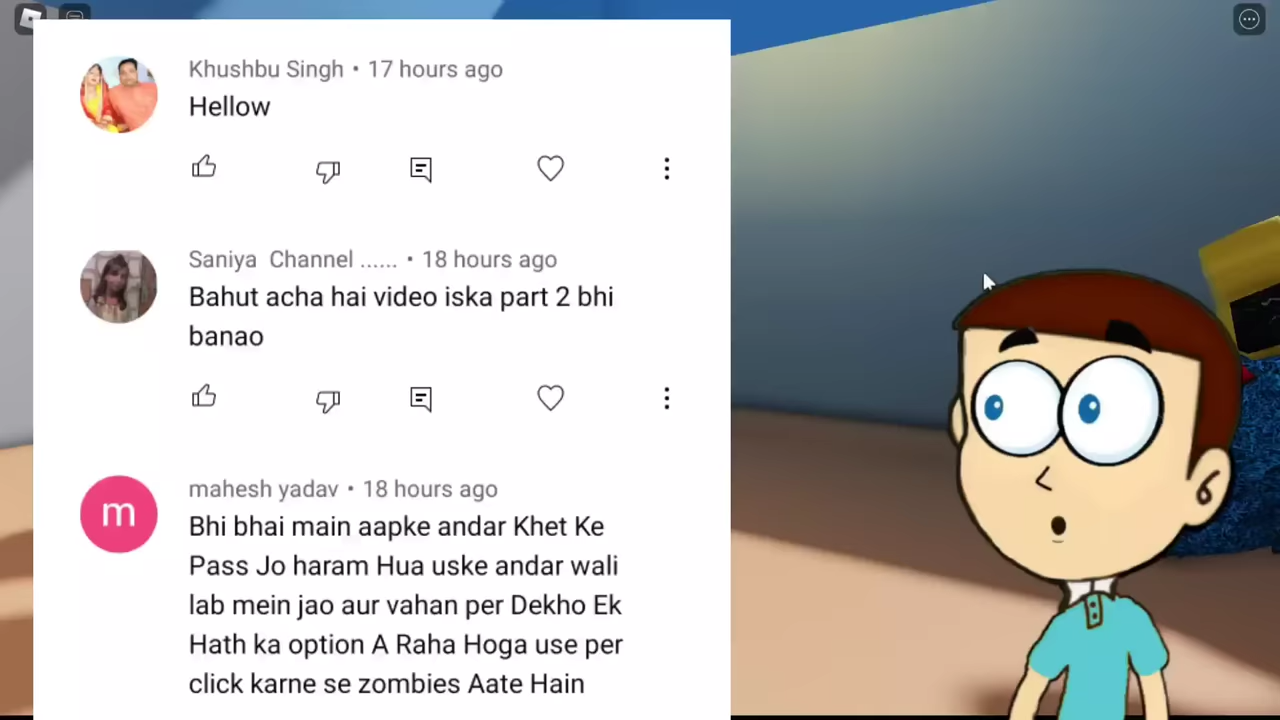 Khushbu Singh • 17 hours ago
Hellow
Saniya Channel ...... • 18 hours ago
Bahut acha hai video iska part 2 bhi
banao
m
mahesh yadav • 18 hours ago
Bhi bhai main aapke andar Khet Ke
Pass Jo haram Hua uske andar wali
lab mein jao aur vahan per Dekho Ek
Hath ka option A Raha Hoga use per
click karne se zombies Aate Hain